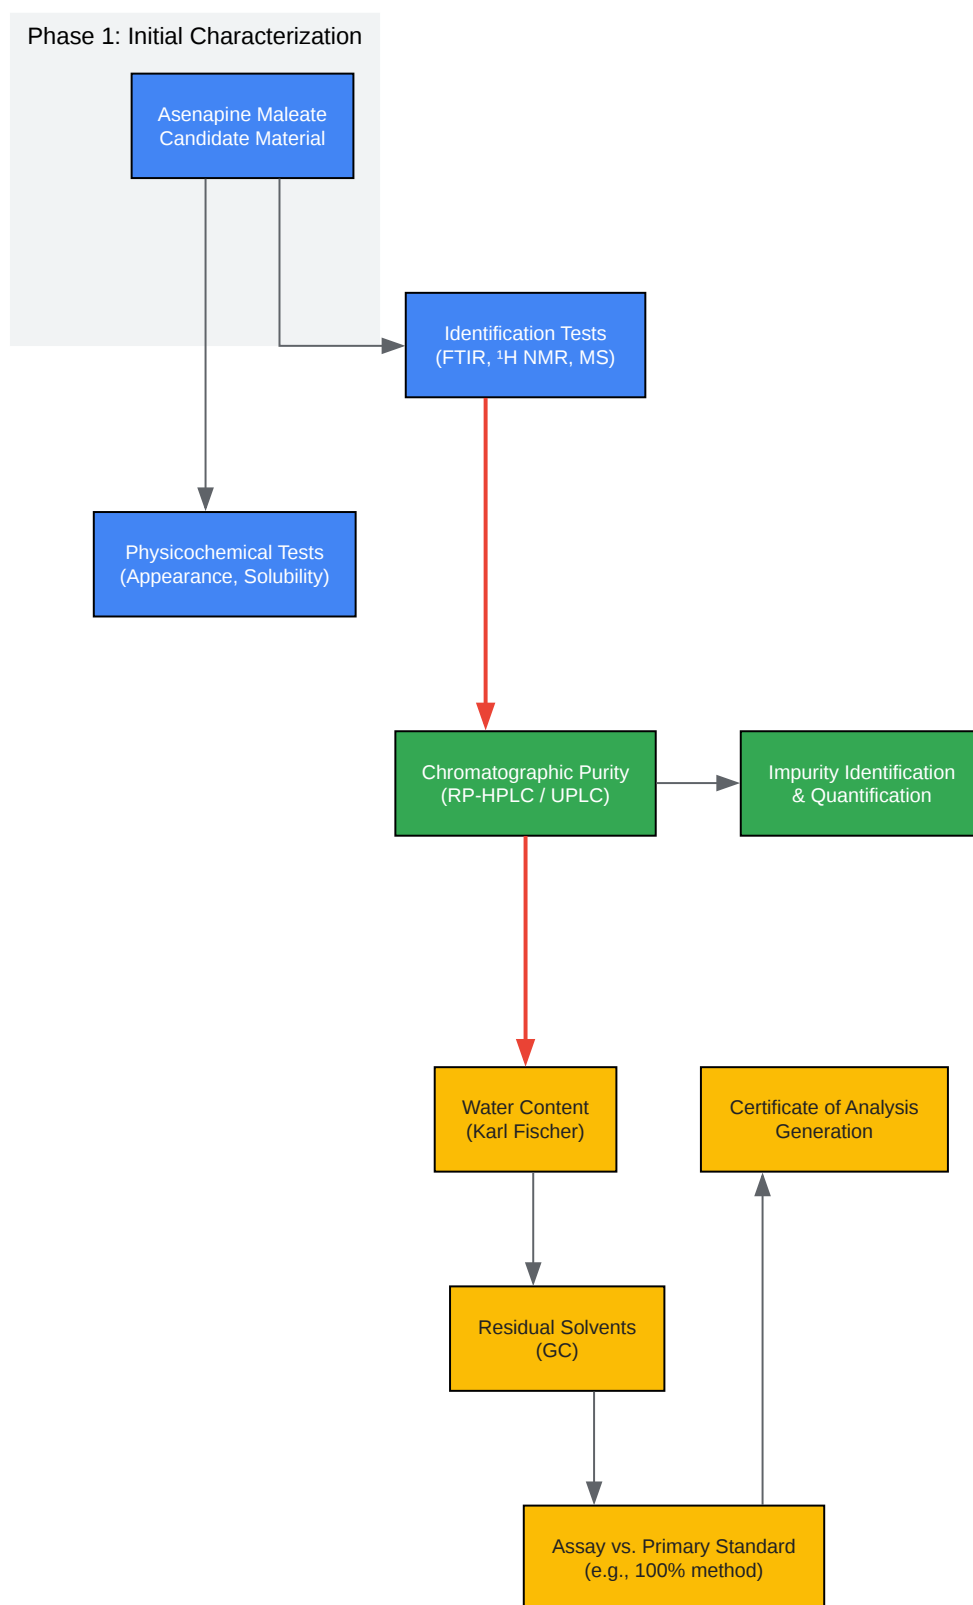 Phase 1: Initial Characterization
Asenapine Maleate
Candidate Material
Identification Tests
(FTIR, ¹H NMR, MS)
Physicochemical Tests
(Appearance, Solubility)
Chromatographic Purity
(RP-HPLC / UPLC)
Impurity Identification
& Quantification
Water Content
(Karl Fischer)
Certificate of Analysis
Generation
Residual Solvents
(GC)
Assay vs. Primary Standard
(e.g., 100% method)